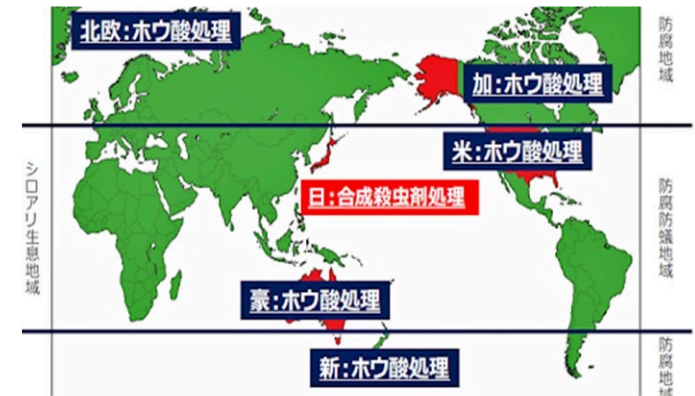 北欧:ホウ酸処理
防腐地域
加:ホウ酸処理
米:ホウ酸処理
シロアリ生息地域
日:合成殺虫剤処理
防腐防蟻地域
豪:ホウ酸処理
新:ホウ酸処理
防腐地域